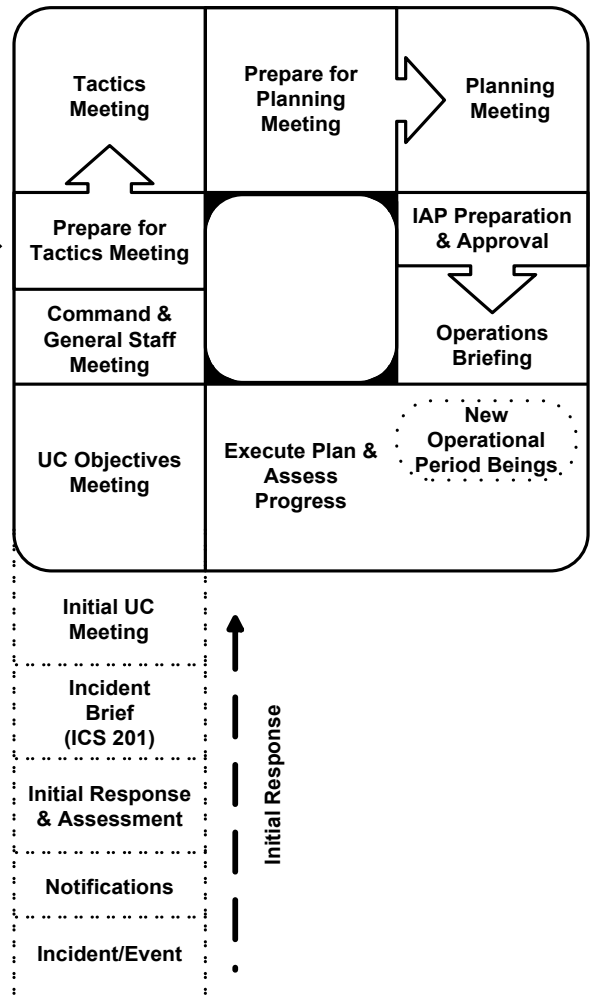 Tactics
Meeting
Prepare for
Planning
Meeting
Planning
Meeting
Prepare for
Tactics Meeting
IAP Preparation
& Approval
Command &
General Staff
Meeting
Operations
Briefing
UC Objectives
Meeting
Execute Plan &
Assess
Progress
New
Operational
Period Beings
Initial UC
Meeting
Incident
Brief
(ICS 201)
Initial Response
& Assessment
Notifications
Incident/Event
Initial Response